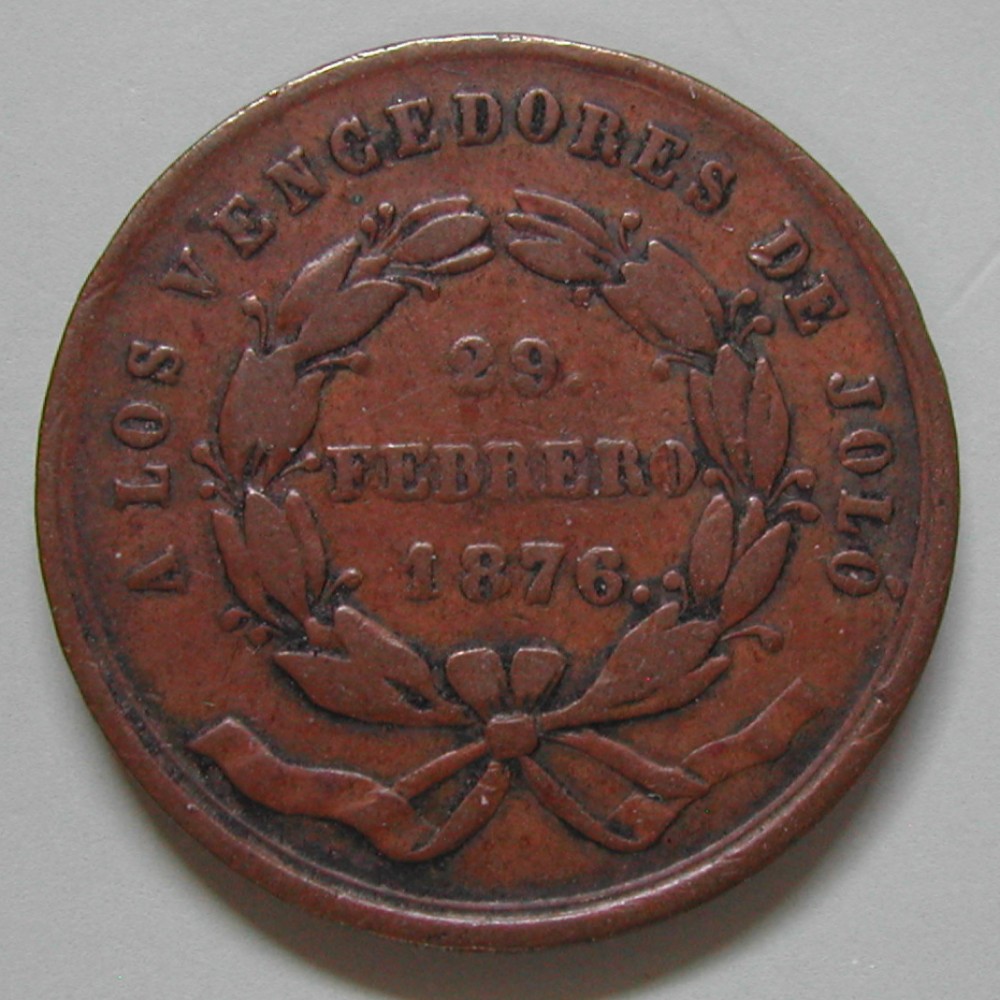 A LOS VENCEDORES DE JOLÓ
29.
FEBRERO.
1876.